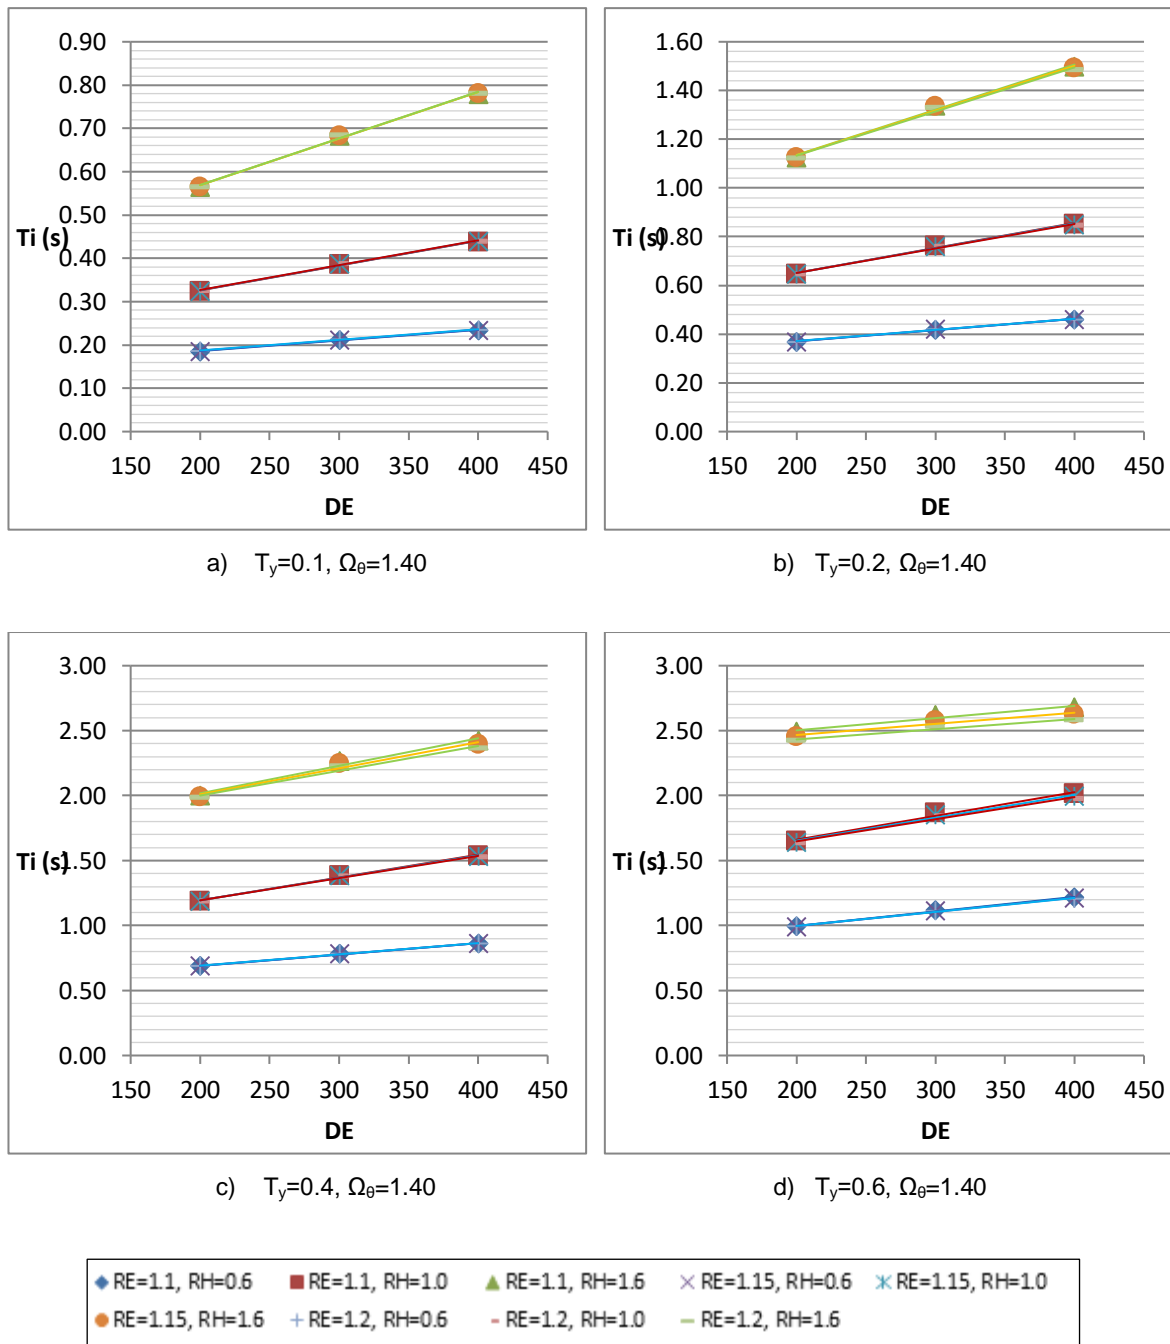 0.90
0.80
0.70
0.60
0.50
0.40
0.30
0.20
0.10
0.00
Ti (s)
150 200 250 300 350 400 450
DE
1.60
1.40
1.20
1.00
0.80
0.60
0.40
0.20
0.00
Ti (s)
150 200 250 300 350 400 450
DE
a) Ty=0.1, Ωθ=1.40
b) Ty=0.2, Ωθ=1.40
3.00
2.50
2.00
1.50
1.00
0.50
0.00
Ti (s)
150 200 250 300 350 400 450
DE
3.00
2.50
2.00
1.50
1.00
0.50
0.00
Ti (s)
150 200 250 300 350 400 450
DE
c) Ty=0.4, Ωθ=1.40
d) Ty=0.6, Ωθ=1.40
RE=1.1, RH=0.6 RE=1.1, RH=1.0 RE=1.1, RH=1.6 RE=1.15, RH=0.6 RE=1.15, RH=1.0
RE=1.15, RH=1.6 RE=1.2, RH=0.6 RE=1.2, RH=1.0 RE=1.2, RH=1.6